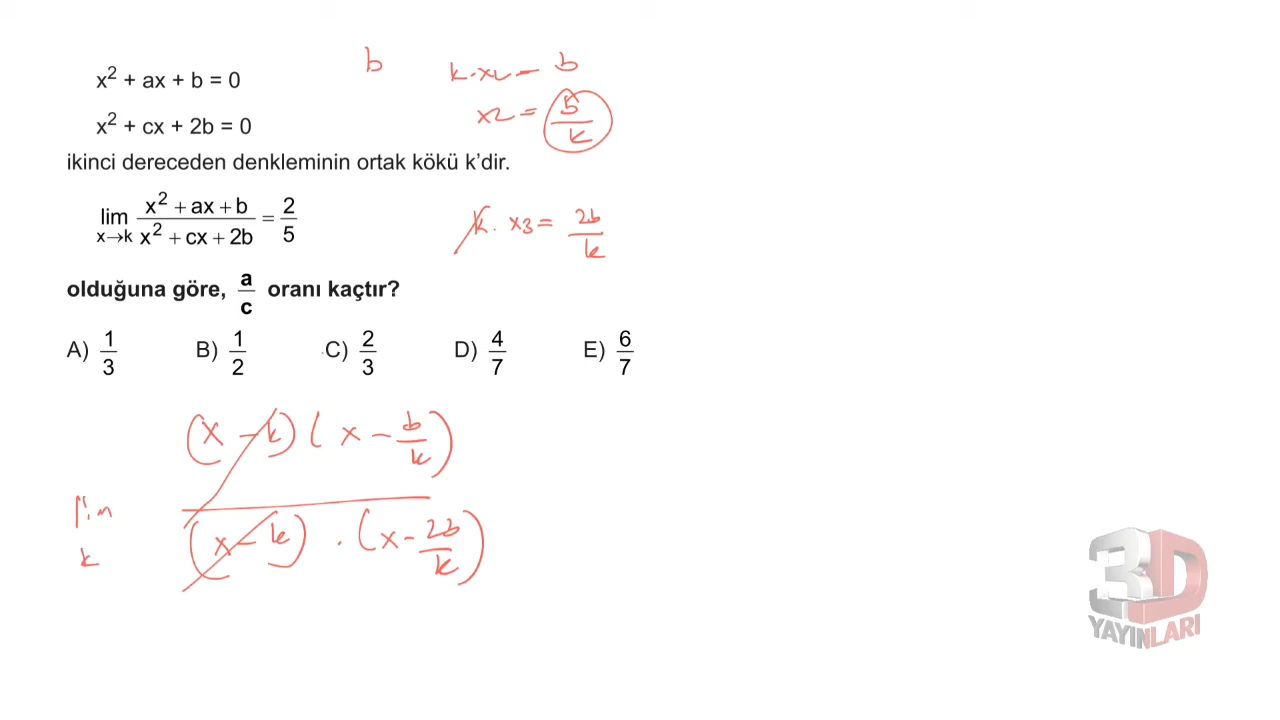 x² + ax + b = 0
x² + cx + 2b = 0
ikinci dereceden denkleminin ortak kökü k’dir.
lim x→k (x² + ax + b)/(x² + cx + 2b) = 2/5
olduğuna göre, a/c oranı kaçtır?
A) 1/3 B) 1/2 C) 2/3 D) 4/7 E) 6/7
b
k·x2 = b
x2 = 5/k
k· x3 = 2b/k
lim k (x - k)(x - b/k)/(x - k)·(x - 2b/k)
3D
YAYINLARI